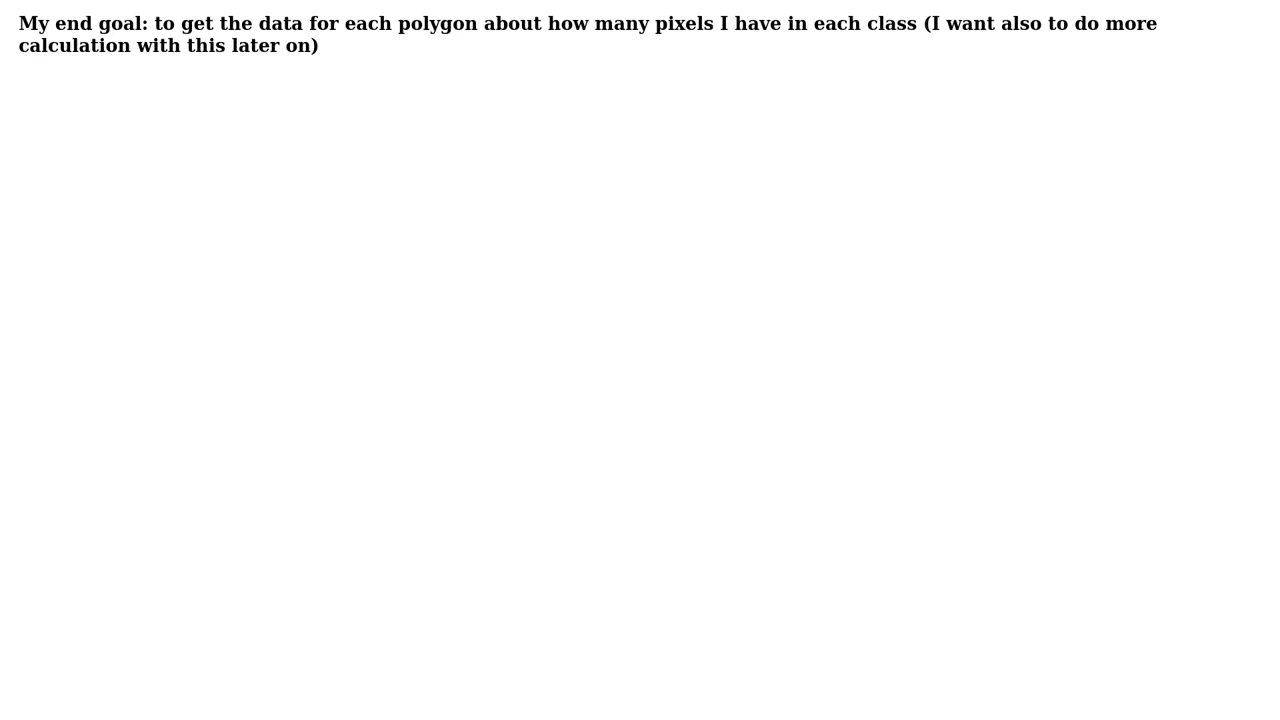 My end goal: to get the data for each polygon about how many pixels I have in each class (I want also to do more
calculation with this later on)